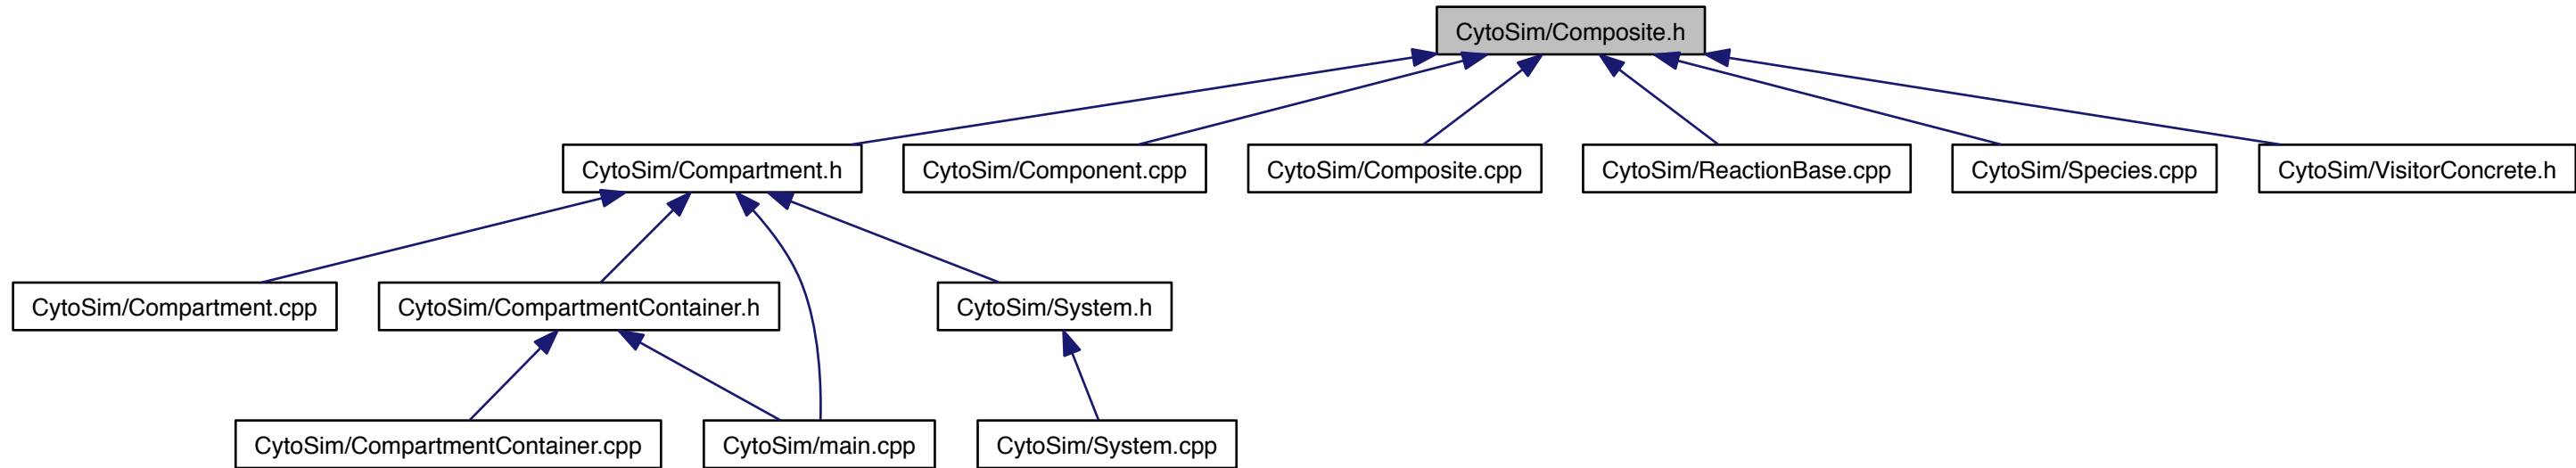 CytoSim/Composite.h
CytoSim/Compartment.h
CytoSim/Component.cpp
CytoSim/Composite.cpp
CytoSim/ReactionBase.cpp
CytoSim/Species.cpp
CytoSim/VisitorConcrete.h
CytoSim/Compartment.cpp
CytoSim/CompartmentContainer.h
CytoSim/System.h
CytoSim/CompartmentContainer.cpp
CytoSim/main.cpp
CytoSim/System.cpp